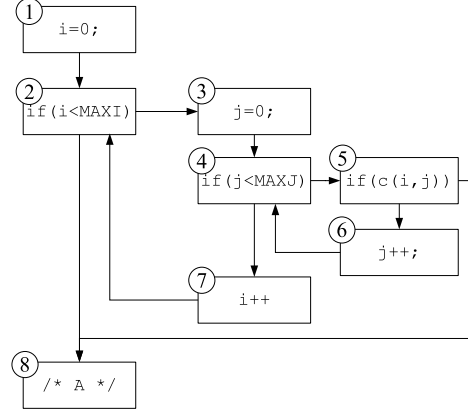 1
i=0;
2
if(i<MAXI)
3
j=0;
4
if(j<MAXJ)
5
if(c(i,j))
6
j++;
7
i++
8
/* A */